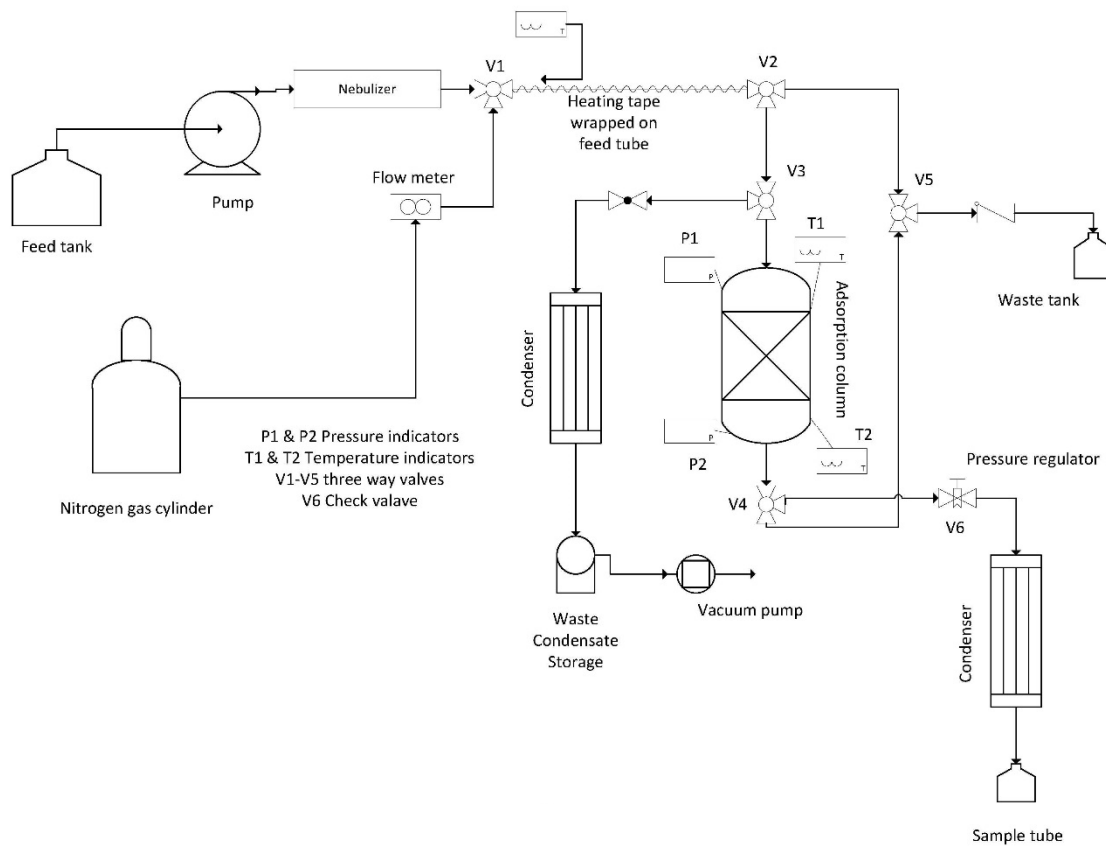 T
V1
V2
Nebulizer
Heating tape
wrapped on
feed tube
Pump
Flow meter
V3
V5
Feed tank
P1
T1
P
T
Waste tank
Adsorption column
Condenser
P1 & P2 Pressure indicators
T1 & T2 Temperature indicators
V1-V5 three way valves
V6 Check valave
Nitrogen gas cylinder
P
P2
T2
T
Pressure regulator
V4
V6
Waste
Condensate
Storage
Vacuum pump
Condenser
Sample tube